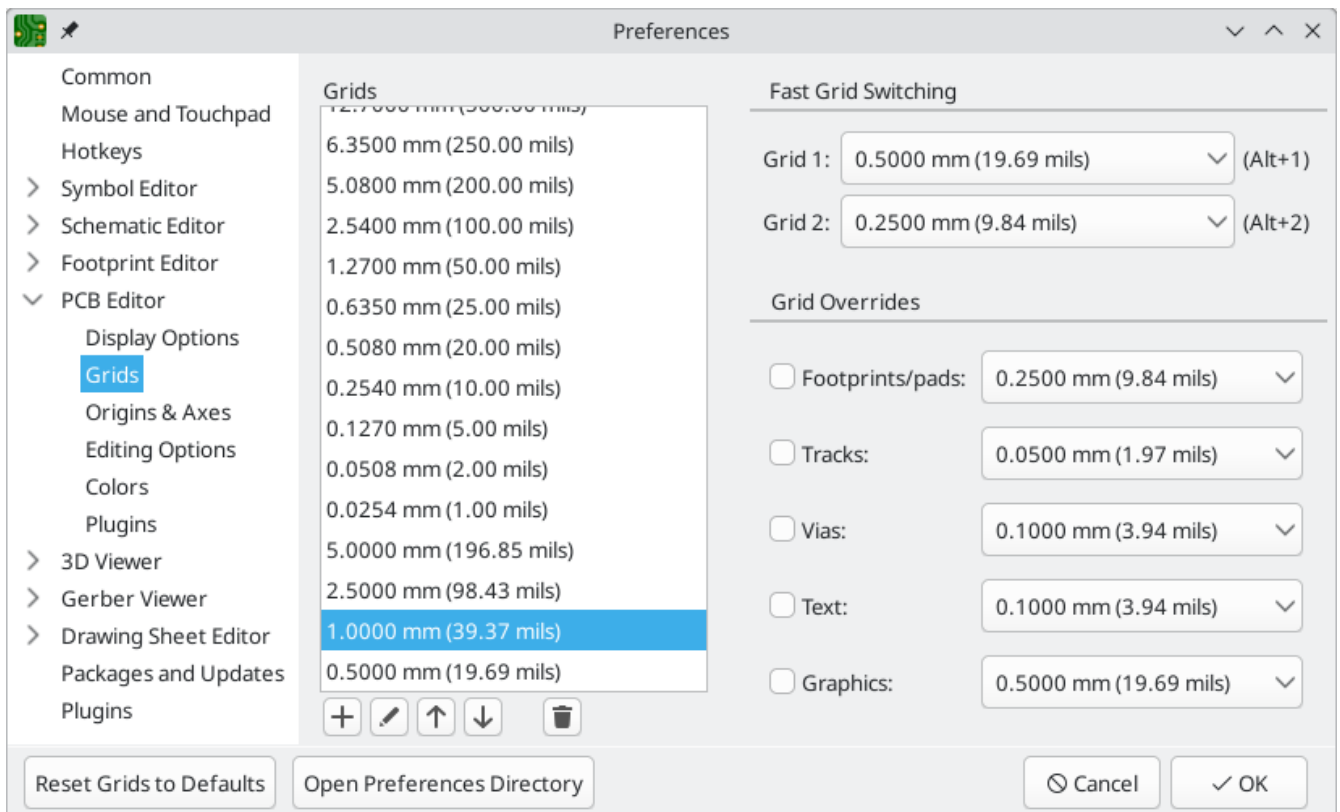 Preferences
Common
Mouse and Touchpad
Hotkeys
Symbol Editor
Schematic Editor
Footprint Editor
PCB Editor
Display Options
Grids
Origins & Axes
Editing Options
Colors
Plugins
3D Viewer
Gerber Viewer
Drawing Sheet Editor
Packages and Updates
Plugins
Grids
6.3500 mm (250.00 mils)
5.0800 mm (200.00 mils)
2.5400 mm (100.00 mils)
1.2700 mm (50.00 mils)
0.6350 mm (25.00 mils)
0.5080 mm (20.00 mils)
0.2540 mm (10.00 mils)
0.1270 mm (5.00 mils)
0.0508 mm (2.00 mils)
0.0254 mm (1.00 mils)
5.0000 mm (196.85 mils)
2.5000 mm (98.43 mils)
1.0000 mm (39.37 mils)
0.5000 mm (19.69 mils)
Fast Grid Switching
Grid 1: 0.5000 mm (19.69 mils) (Alt+1)
Grid 2: 0.2500 mm (9.84 mils) (Alt+2)
Grid Overrides
Footprints/pads: 0.2500 mm (9.84 mils)
Tracks: 0.0500 mm (1.97 mils)
Vias: 0.1000 mm (3.94 mils)
Text: 0.1000 mm (3.94 mils)
Graphics: 0.5000 mm (19.69 mils)
Reset Grids to Defaults
Open Preferences Directory
Cancel
OK